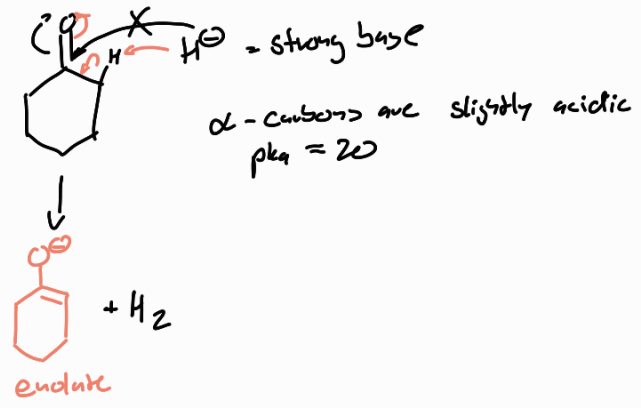 O
H H⊖ = strong base
α - carbons are slightly acidic
pka = 20
O⊖
+ H2
enolate